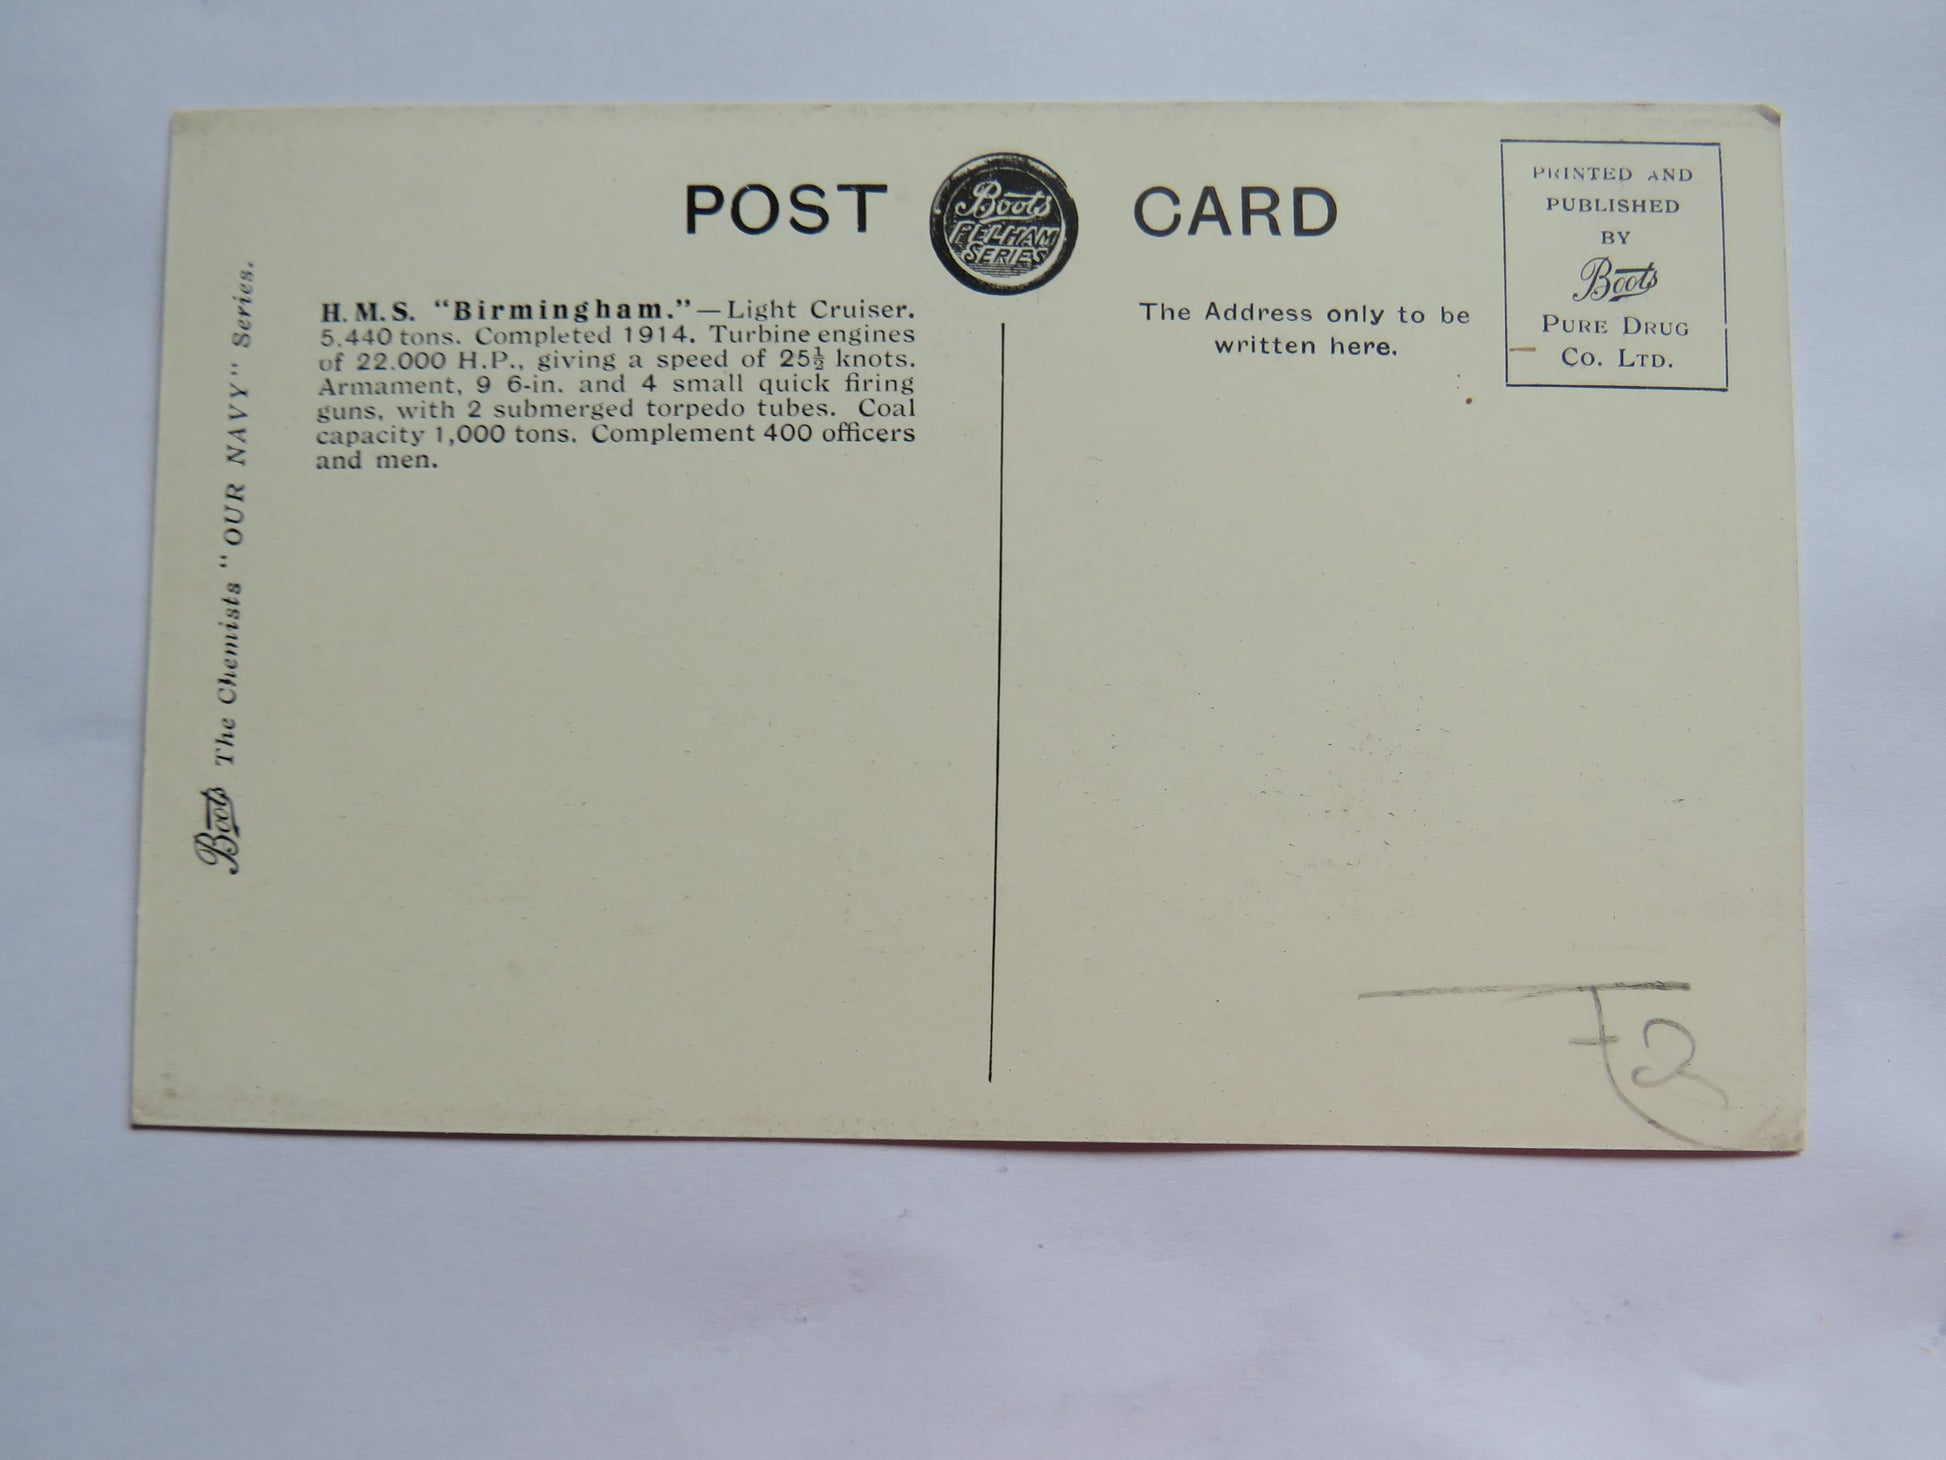 POST CARD
Boots
PELHAM
SERIES
PRINTED AND
PUBLISHED
BY
Boots
PURE DRUG
CO. LTD.
H.M.S. "Birmingham."—Light Cruiser.
5,440 tons. Completed 1914. Turbine engines
of 22,000 H.P., giving a speed of 25½ knots.
Armament, 9 6-in. and 4 small quick firing
guns, with 2 submerged torpedo tubes. Coal
capacity 1,000 tons. Complement 400 officers
and men.
The Address only to be
written here.
Boots The Chemists "OUR NAVY" Series.